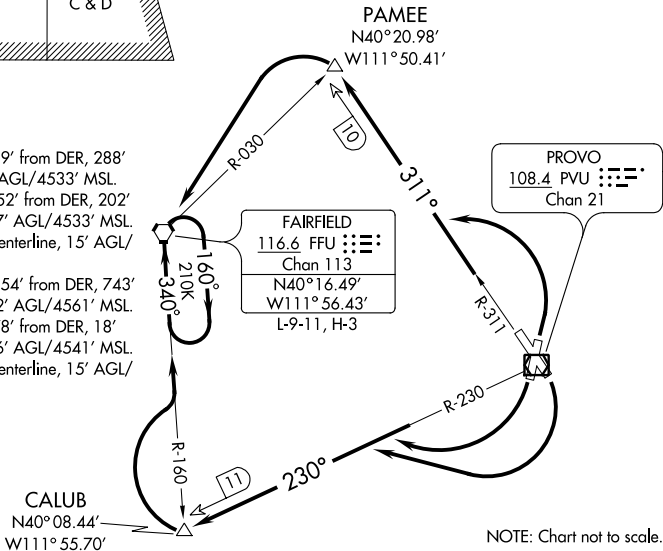 C & D
PAMEE
N40°20.98'
W111°50.41'
9' from DER, 288'
AGL/4533' MSL.
52' from DER, 202'
7' AGL/4533' MSL.
enterline, 15' AGL/
54' from DER, 743'
2' AGL/4561' MSL.
8' from DER, 18'
6' AGL/4541' MSL.
enterline, 15' AGL/
R-030
10
311°
R-311
PROVO
108.4 PVU
Chan 21
FAIRFIELD
116.6 FFU
Chan 113
N40°16.49'
W111°56.43'
L-9-11, H-3
160°
210K
340°
R-160
R-230
230°
11
CALUB
N40°08.44'
W111°55.70'
NOTE: Chart not to scale.